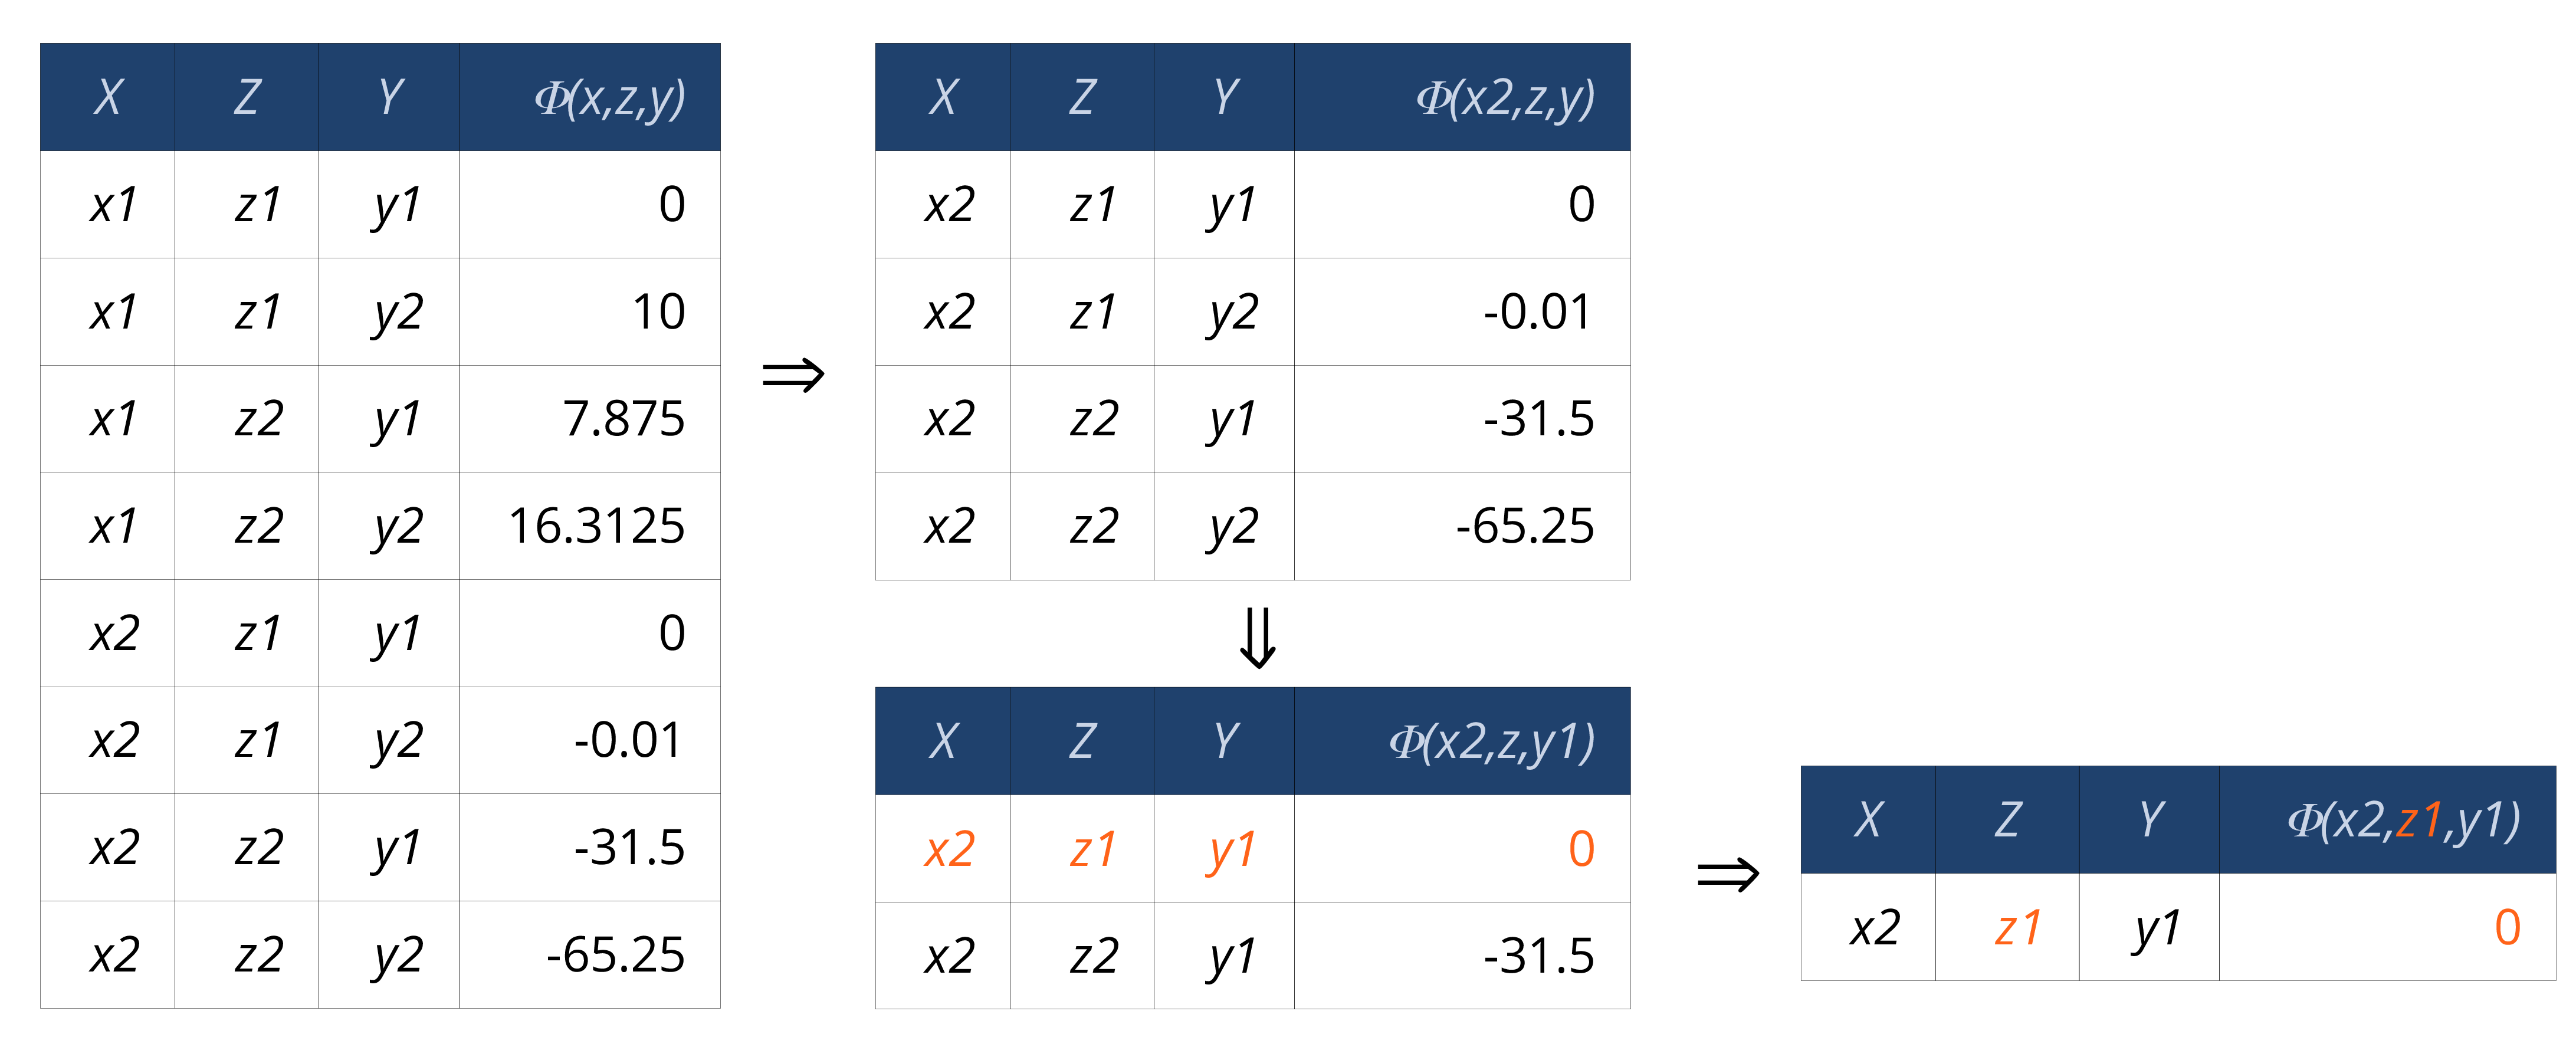 X Z Y Φ(x,z,y)
x1 z1 y1 0
x1 z1 y2 10
x1 z2 y1 7.875
x1 z2 y2 16.3125
x2 z1 y1 0
x2 z1 y2 -0.01
x2 z2 y1 -31.5
x2 z2 y2 -65.25
⇒
X Z Y Φ(x2,z,y)
x2 z1 y1 0
x2 z1 y2 -0.01
x2 z2 y1 -31.5
x2 z2 y2 -65.25
⇓
X Z Y Φ(x2,z,y1)
x2 z1 y1 0
x2 z2 y1 -31.5
⇒
X Z Y Φ(x2,z1,y1)
x2 z1 y1 0